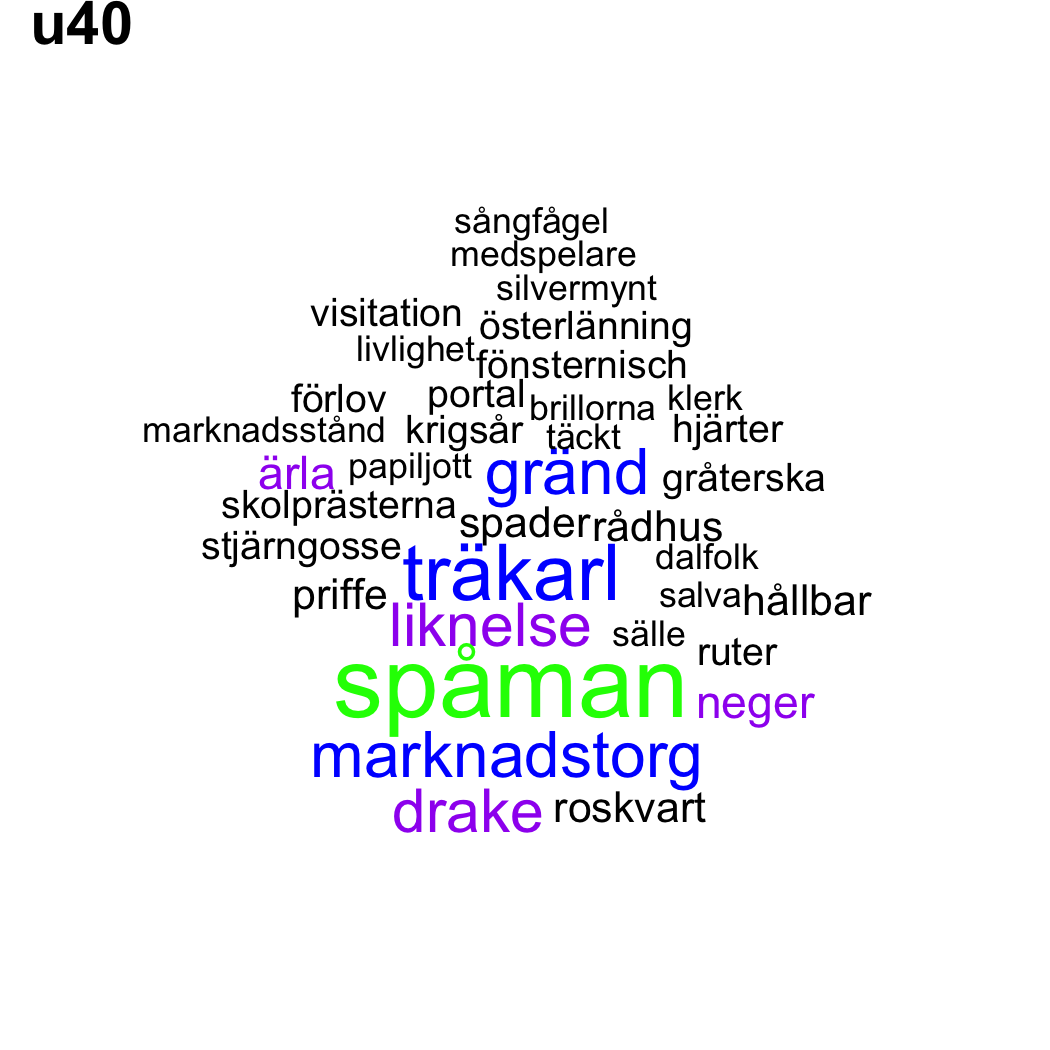 u40
sångfågel
medspelare
silvermynt
visitation
österlänning
livlighet
fönsternisch
förlov
portal
brillorna
klerk
marknadsstånd
krigsår
täckt
hjärter
ärla
papiljott
gränd
gråterska
skolprästerna
spader
rådhus
stjärngosse
träkarl
dalfolk
priffe
salva
hållbar
liknelse
sälle
ruter
spåman
neger
marknadstorg
drake
roskvart